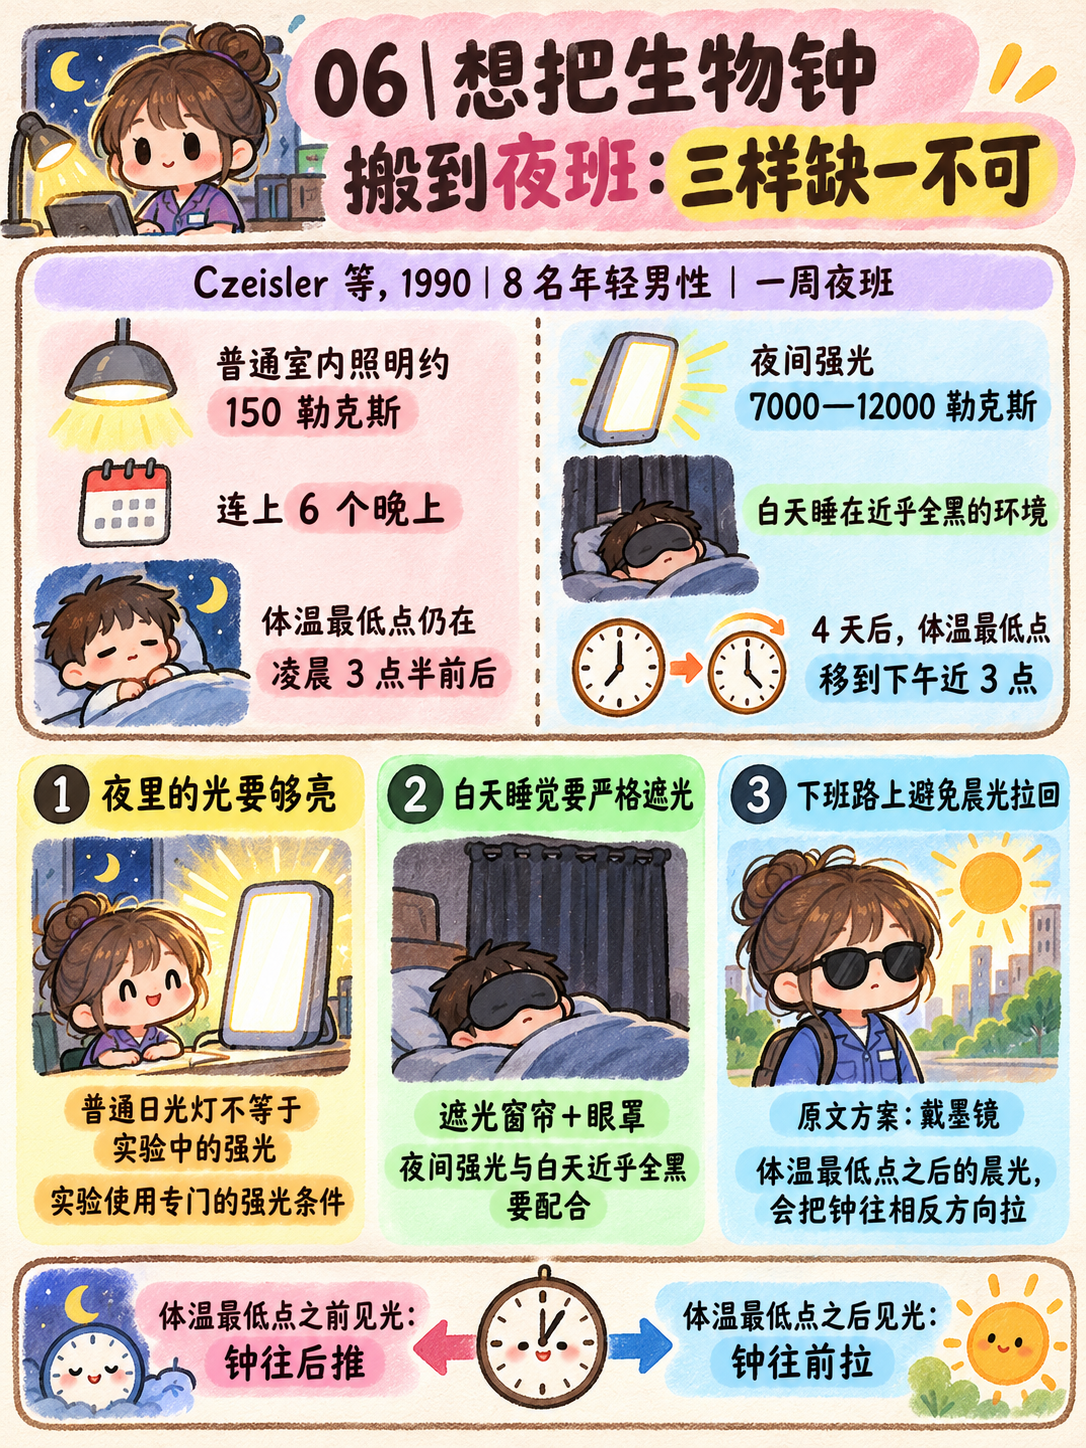 06|想把生物钟
搬到夜班:三样缺一不可
Czeisler 等, 1990 | 8 名年轻男性 | 一周夜班
普通室内照明约
150 勒克斯
连上 6 个晚上
体温最低点仍在
凌晨 3 点半前后
夜间强光
7000—12000 勒克斯
白天睡在近乎全黑的环境
4 天后, 体温最低点
移到下午近 3 点
1 夜里的光要够亮
普通日光灯不等于
实验中的强光
实验使用专门的强光条件
2 白天睡觉要严格遮光
遮光窗帘+眼罩
夜间强光与白天近乎全黑
要配合
3 下班路上避免晨光拉回
原文方案: 戴墨镜
体温最低点之后的晨光,
会把钟往相反方向拉
体温最低点之前见光:
钟往后推
体温最低点之后见光:
钟往前拉